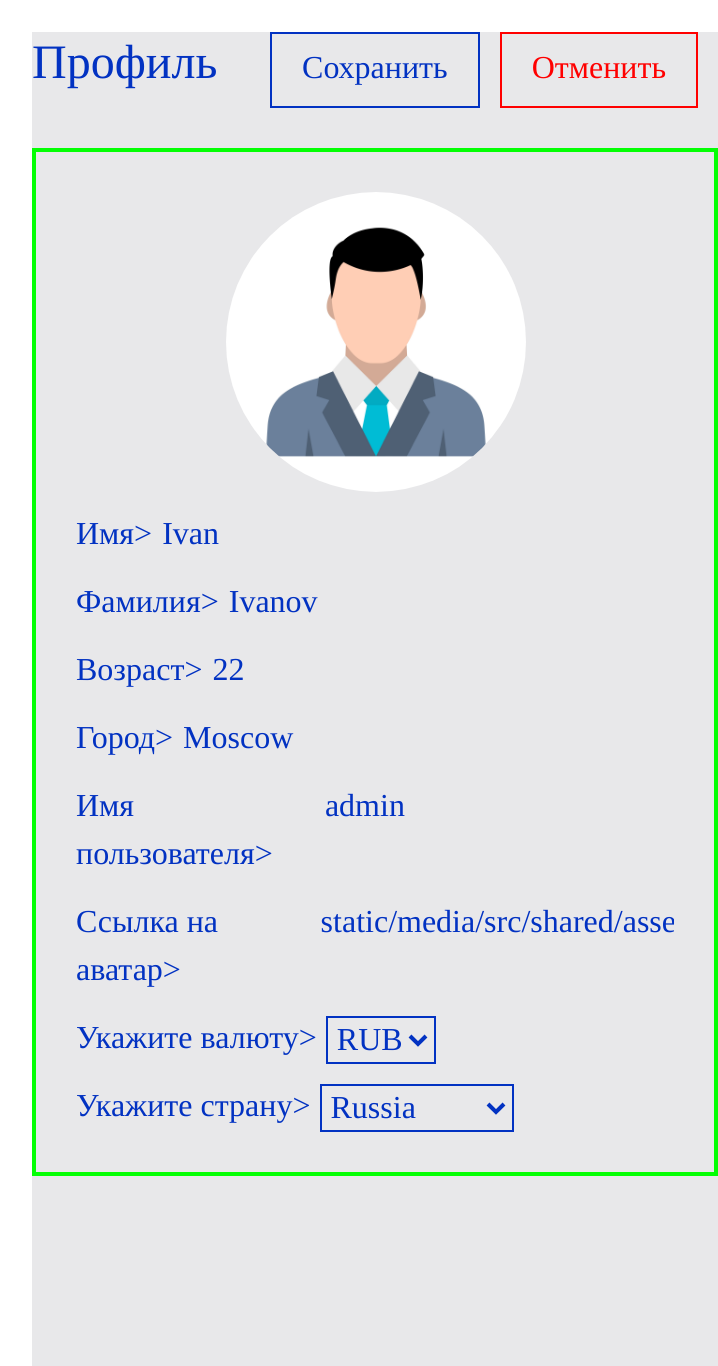 Профиль Сохранить Отменить
Имя> Ivan
Фамилия> Ivanov
Возраст> 22
Город> Moscow
Имя admin
пользователя>
Ссылка на static/media/src/shared/asse
аватар>
Укажите валюту> RUB
Укажите страну> Russia